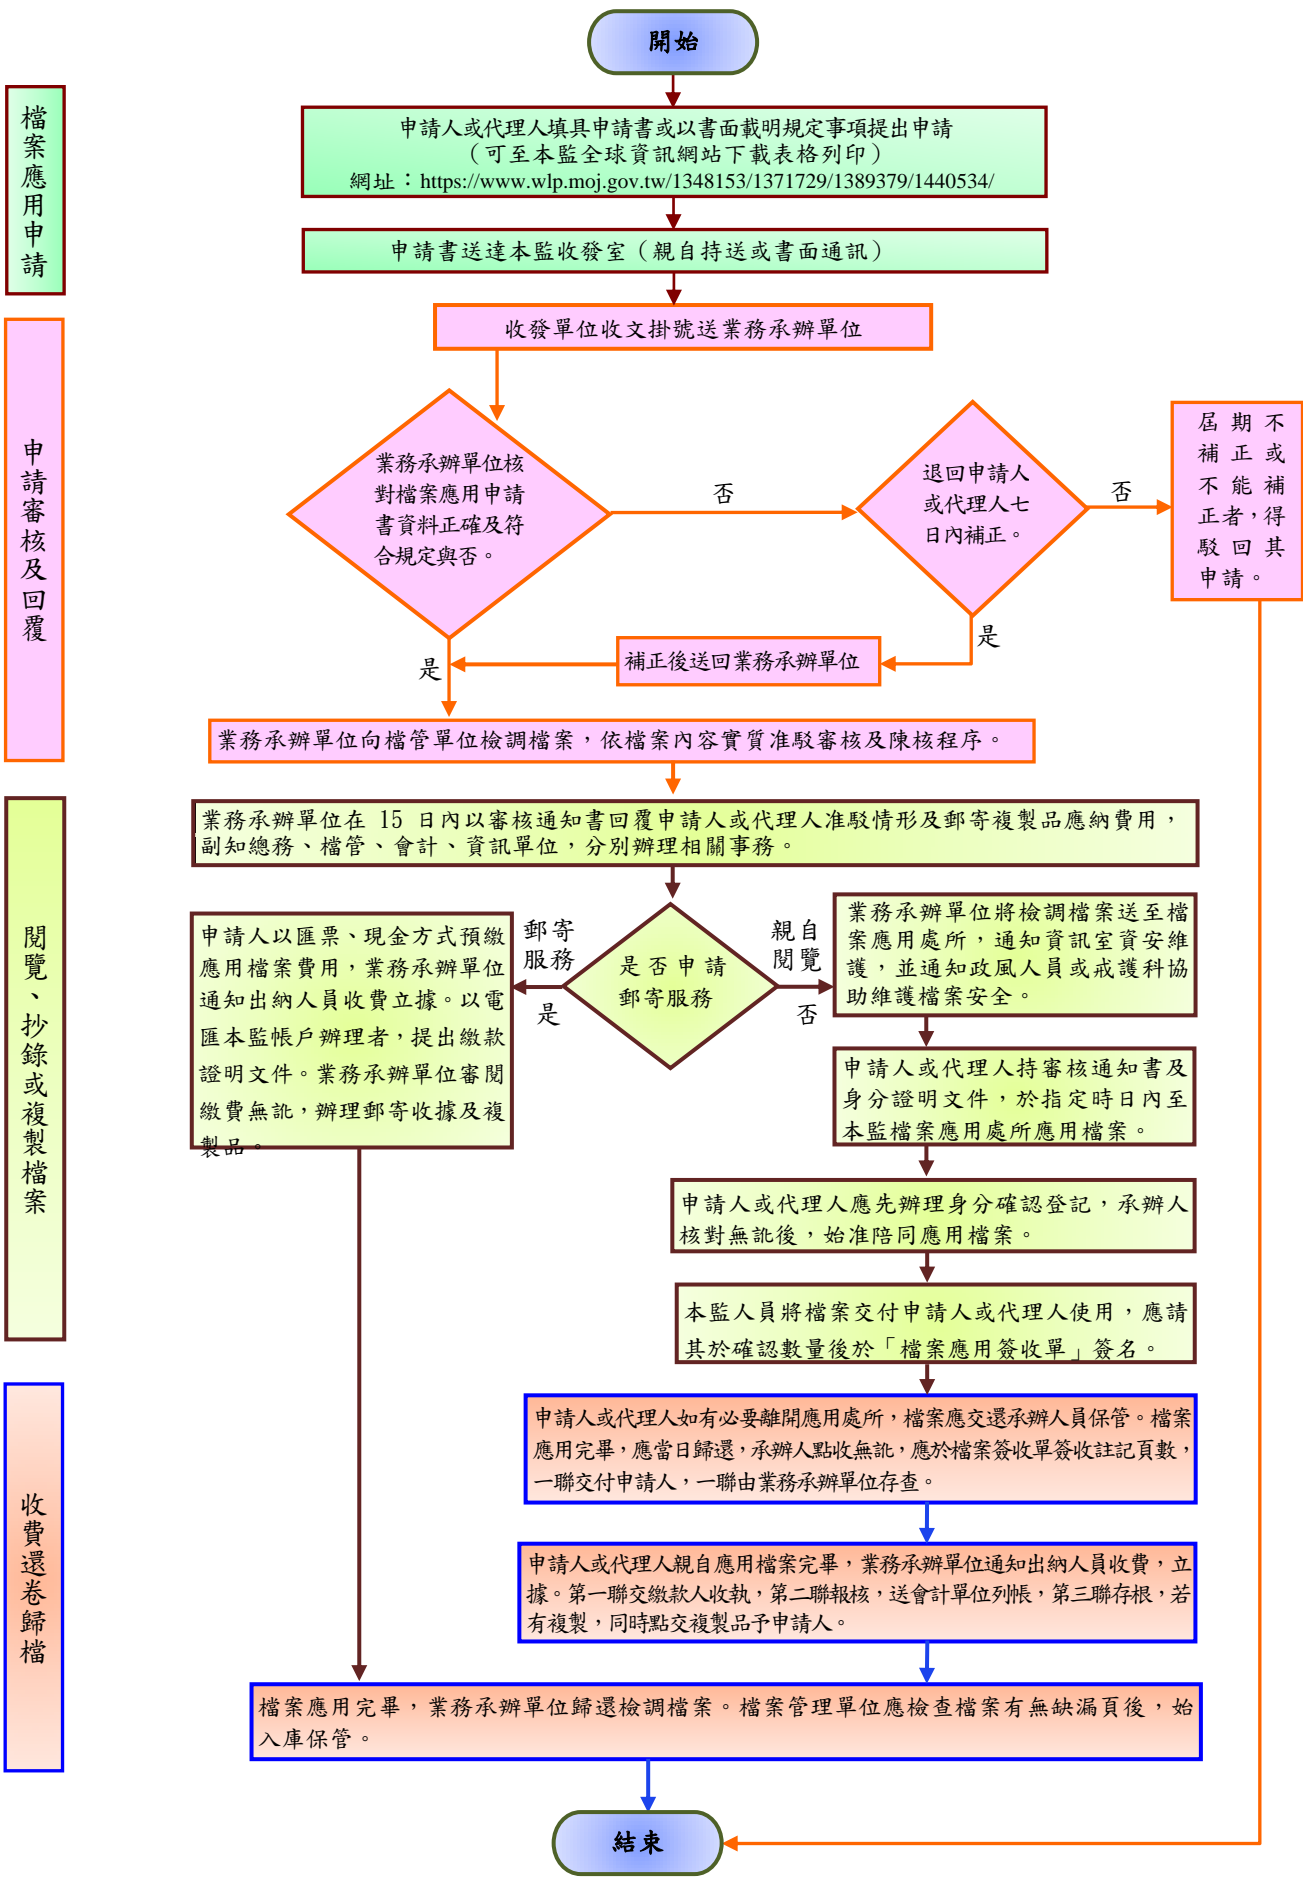 開始
檔案應用申請
申請人或代理人填具申請書或以書面載明規定事項提出申請
（可至本監全球資訊網站下載表格列印）
網址：https://www.wlp.moj.gov.tw/1348153/1371729/1389379/1440534/
申請書送達本監收發室（親自持送或書面通訊）
申請審核及回覆
收發單位收文掛號送業務承辦單位
業務承辦單位核
對檔案應用申請
書資料正確及符
合規定與否。
否
退回申請人
或代理人七
日內補正。
否
屆期不
補正或
不能補
正者，得
駁回其
申請。
是
補正後送回業務承辦單位
是
業務承辦單位向檔管單位檢調檔案，依檔案內容實質准駁審核及陳核程序。
閱覽、抄錄或複製檔案
業務承辦單位在 15 日內以審核通知書回覆申請人或代理人准駁情形及郵寄複製品應納費用，
副知總務、檔管、會計、資訊單位，分別辦理相關事務。
是否申請
郵寄服務
郵寄
服務
是
親自
閱覽
否
申請人以匯票、現金方式預繳
應用檔案費用，業務承辦單位
通知出納人員收費立據。以電
匯本監帳戶辦理者，提出繳款
證明文件。業務承辦單位審閱
繳費無訛，辦理郵寄收據及複
製品。
業務承辦單位將檢調檔案送至檔
案應用處所，通知資訊室資安維
護，並通知政風人員或戒護科協
助維護檔案安全。
申請人或代理人持審核通知書及
身分證明文件，於指定時日內至
本監檔案應用處所應用檔案。
申請人或代理人應先辦理身分確認登記，承辦人
核對無訛後，始准陪同應用檔案。
本監人員將檔案交付申請人或代理人使用，應請
其於確認數量後於「檔案應用簽收單」簽名。
收費還卷歸檔
申請人或代理人如有必要離開應用處所，檔案應交還承辦人員保管。檔案
應用完畢，應當日歸還，承辦人點收無訛，應於檔案簽收單簽收註記頁數，
一聯交付申請人，一聯由業務承辦單位存查。
申請人或代理人親自應用檔案完畢，業務承辦單位通知出納人員收費，立
據。第一聯交繳款人收執，第二聯報核，送會計單位列帳，第三聯存根，若
有複製，同時點交複製品予申請人。
檔案應用完畢，業務承辦單位歸還檢調檔案。檔案管理單位應檢查檔案有無缺漏頁後，始
入庫保管。
結束